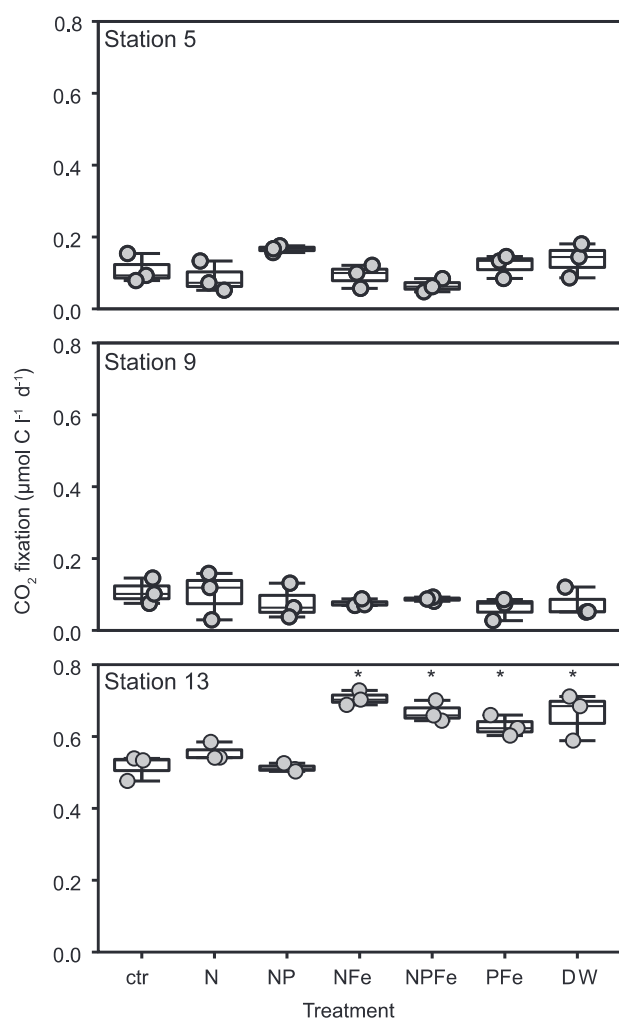 Station 5
0.8
0.6
0.4
0.2
0.0
Station 9
0.8
0.6
0.4
0.2
0.0
Station 13
0.8
0.6
0.4
0.2
0.0
* * * *
CO₂ fixation (µmol C l⁻¹ d⁻¹)
ctr N NP NFe NPFe PFe DW
Treatment